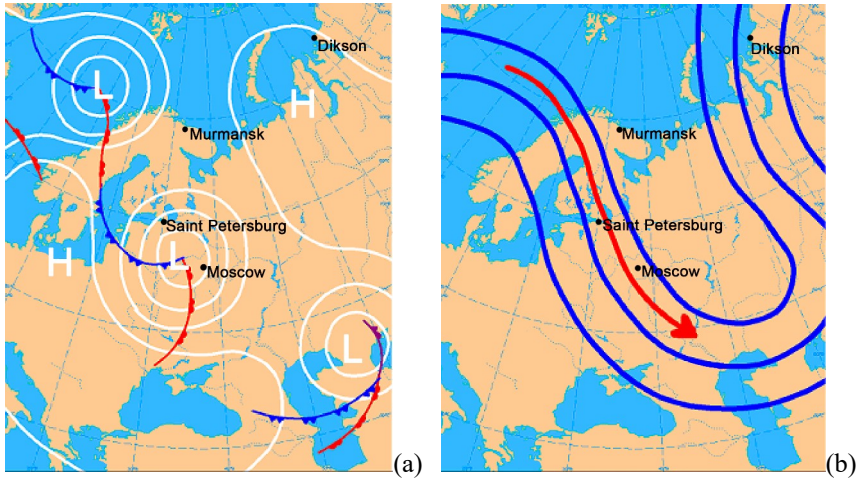 L
H
Dikson
Murmansk
Saint Petersburg
H
L
Moscow
L
(a)
Dikson
Murmansk
Saint Petersburg
Moscow
(b)